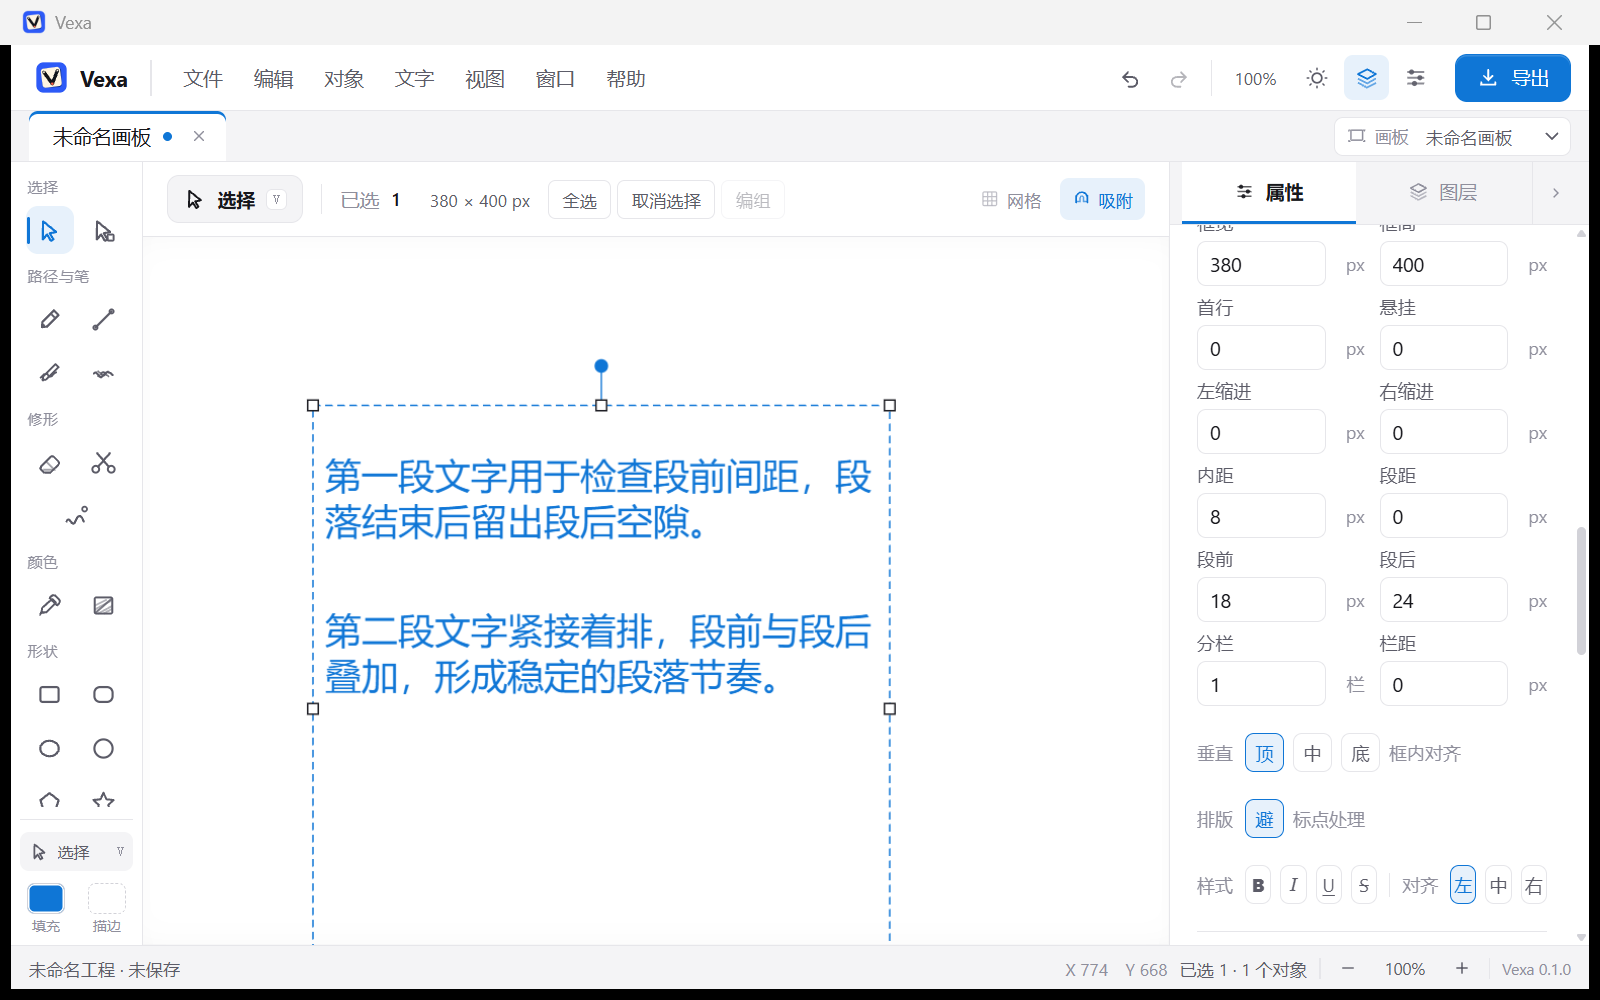 Vexa
Vexa 文件 编辑 对象 文字 视图 窗口 帮助 100% 导出
未命名画板 画板 未命名画板
选择 V 已选 1 380 × 400 px 全选 取消选择 编组 网格 吸附
属性 图层
选择
路径与笔
修形
颜色
形状
选择 V
填充 描边
第一段文字用于检查段前间距，段
落结束后留出段后空隙。
第二段文字紧接着排，段前与段后
叠加，形成稳定的段落节奏。
框宽 框高
380 px 400 px
首行 悬挂
0 px 0 px
左缩进 右缩进
0 px 0 px
内距 段距
8 px 0 px
段前 段后
18 px 24 px
分栏 栏距
1 栏 0 px
垂直 顶 中 底 框内对齐
排版 避 标点处理
样式 B I U S 对齐 左 中 右
未命名工程 · 未保存 X 774 Y 668 已选 1 · 1 个对象 − 100% + Vexa 0.1.0